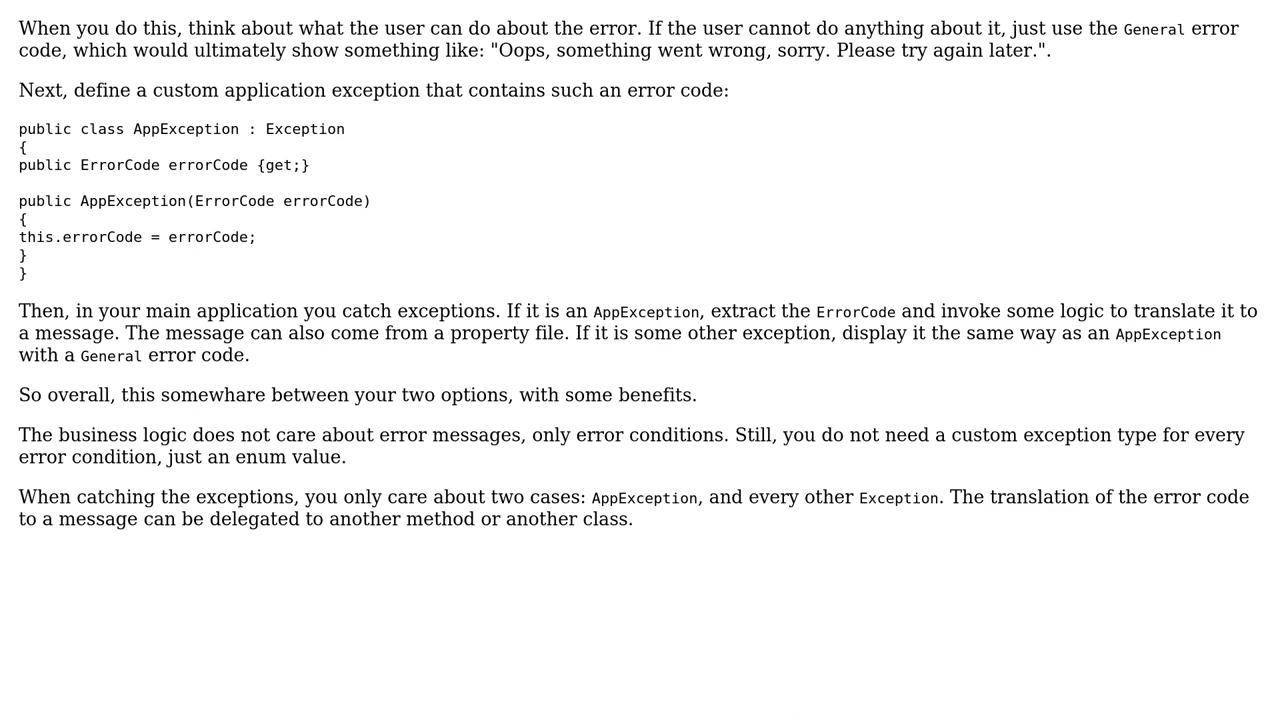 When you do this, think about what the user can do about the error. If the user cannot do anything about it, just use the General error
code, which would ultimately show something like: "Oops, something went wrong, sorry. Please try again later.".
Next, define a custom application exception that contains such an error code:
public class AppException : Exception
{
public ErrorCode errorCode {get;}
public AppException(ErrorCode errorCode)
{
this.errorCode = errorCode;
}
}
Then, in your main application you catch exceptions. If it is an AppException, extract the ErrorCode and invoke some logic to translate it to
a message. The message can also come from a property file. If it is some other exception, display it the same way as an AppException
with a General error code.
So overall, this somewhare between your two options, with some benefits.
The business logic does not care about error messages, only error conditions. Still, you do not need a custom exception type for every
error condition, just an enum value.
When catching the exceptions, you only care about two cases: AppException, and every other Exception. The translation of the error code
to a message can be delegated to another method or another class.